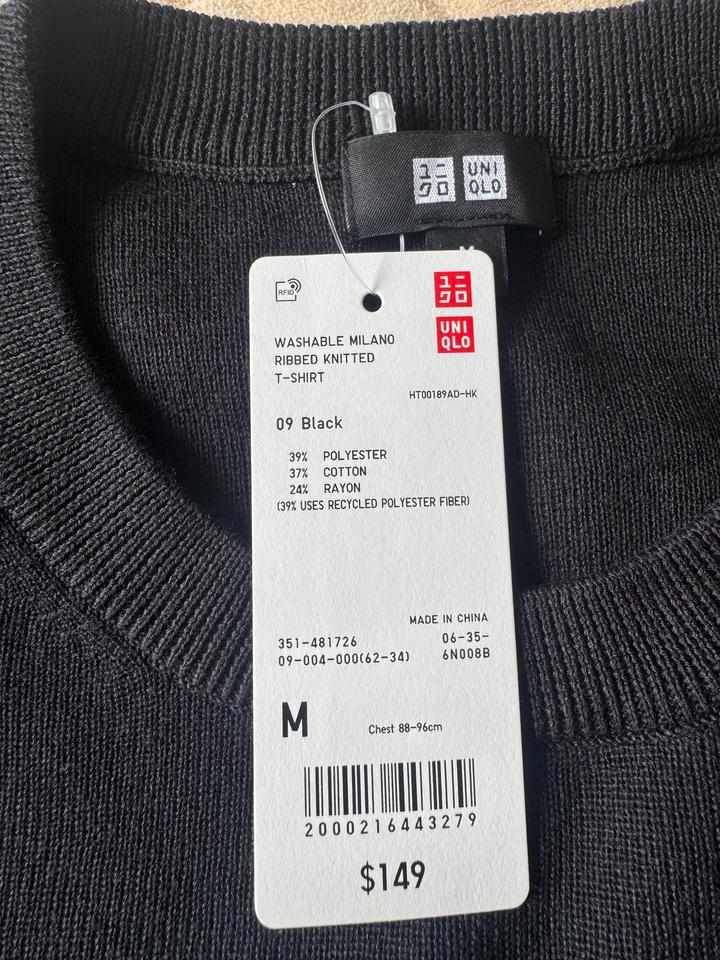 ユニ
クロ
UNI
QLO
M
RFID
ユニ
クロ
UNI
QLO
WASHABLE MILANO
RIBBED KNITTED
T-SHIRT
HT00189AD-HK
09 Black
39% POLYESTER
37% COTTON
24% RAYON
(39% USES RECYCLED POLYESTER FIBER)
MADE IN CHINA
351-481726 06-35-
09-004-000(62-34) 6N008B
M Chest 88-96cm
2000216443279
$149